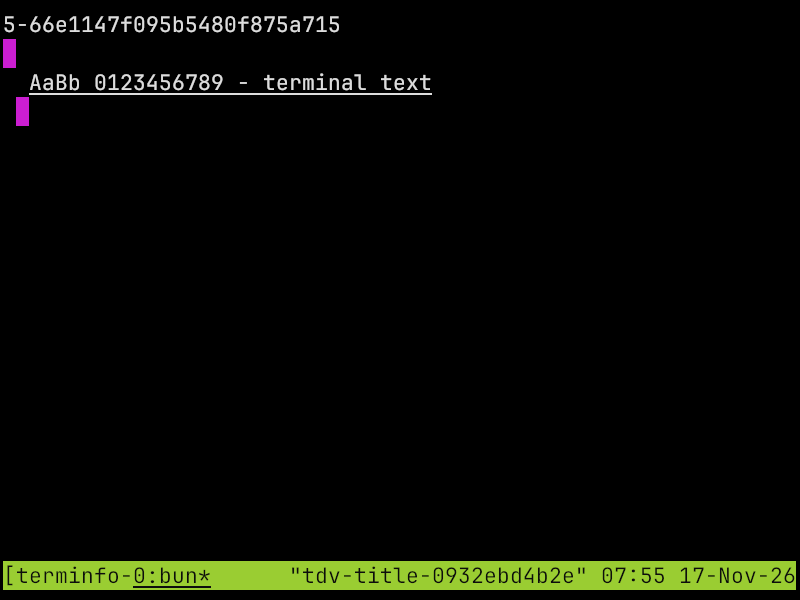 5-66e1147f095b5480f875a715
AaBb 0123456789 - terminal text
[terminfo-0:bun* "tdv-title-0932ebd4b2e" 07:55 17-Nov-26